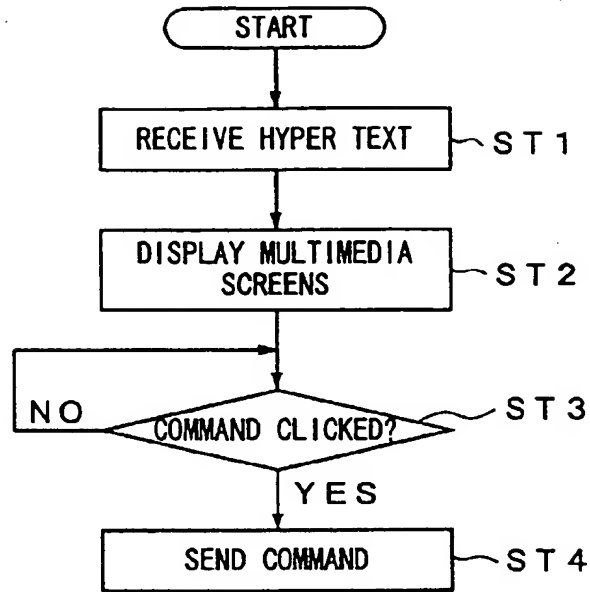 START
RECEIVE HYPER TEXT
ST1
DISPLAY MULTIMEDIA
SCREENS
ST2
COMMAND CLICKED?
ST3
NO
YES
SEND COMMAND
ST4